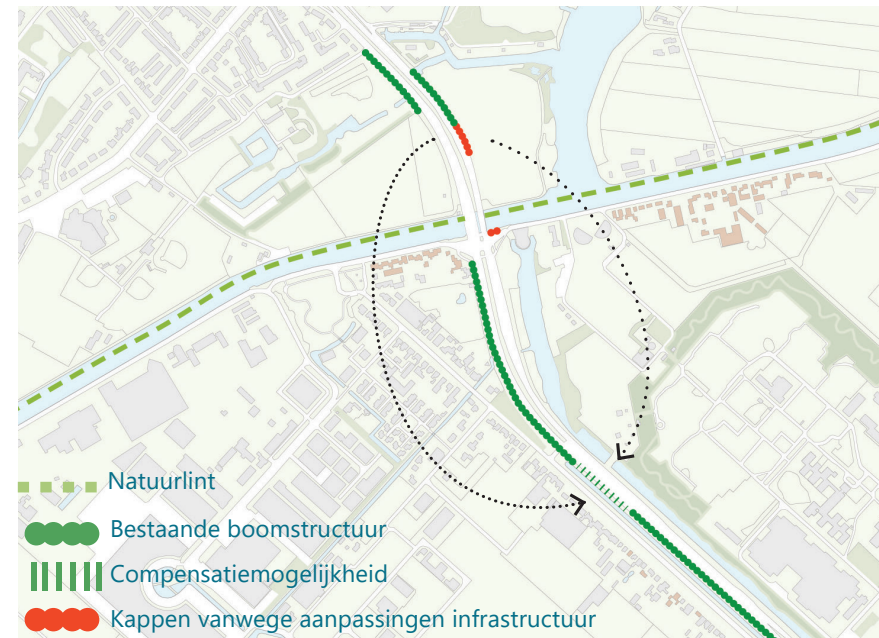 Natuurlint
Bestaande boomstructuur
Compensatiemogelijkheid
Kappen vanwege aanpassingen infrastructuur